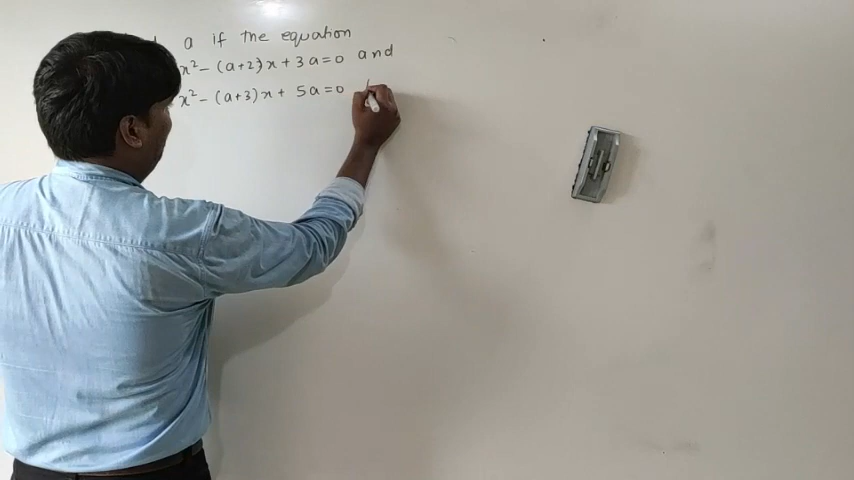 a if the equation
x² - (a+2)x + 3a = 0 and
x² - (a+3)x + 5a = 0